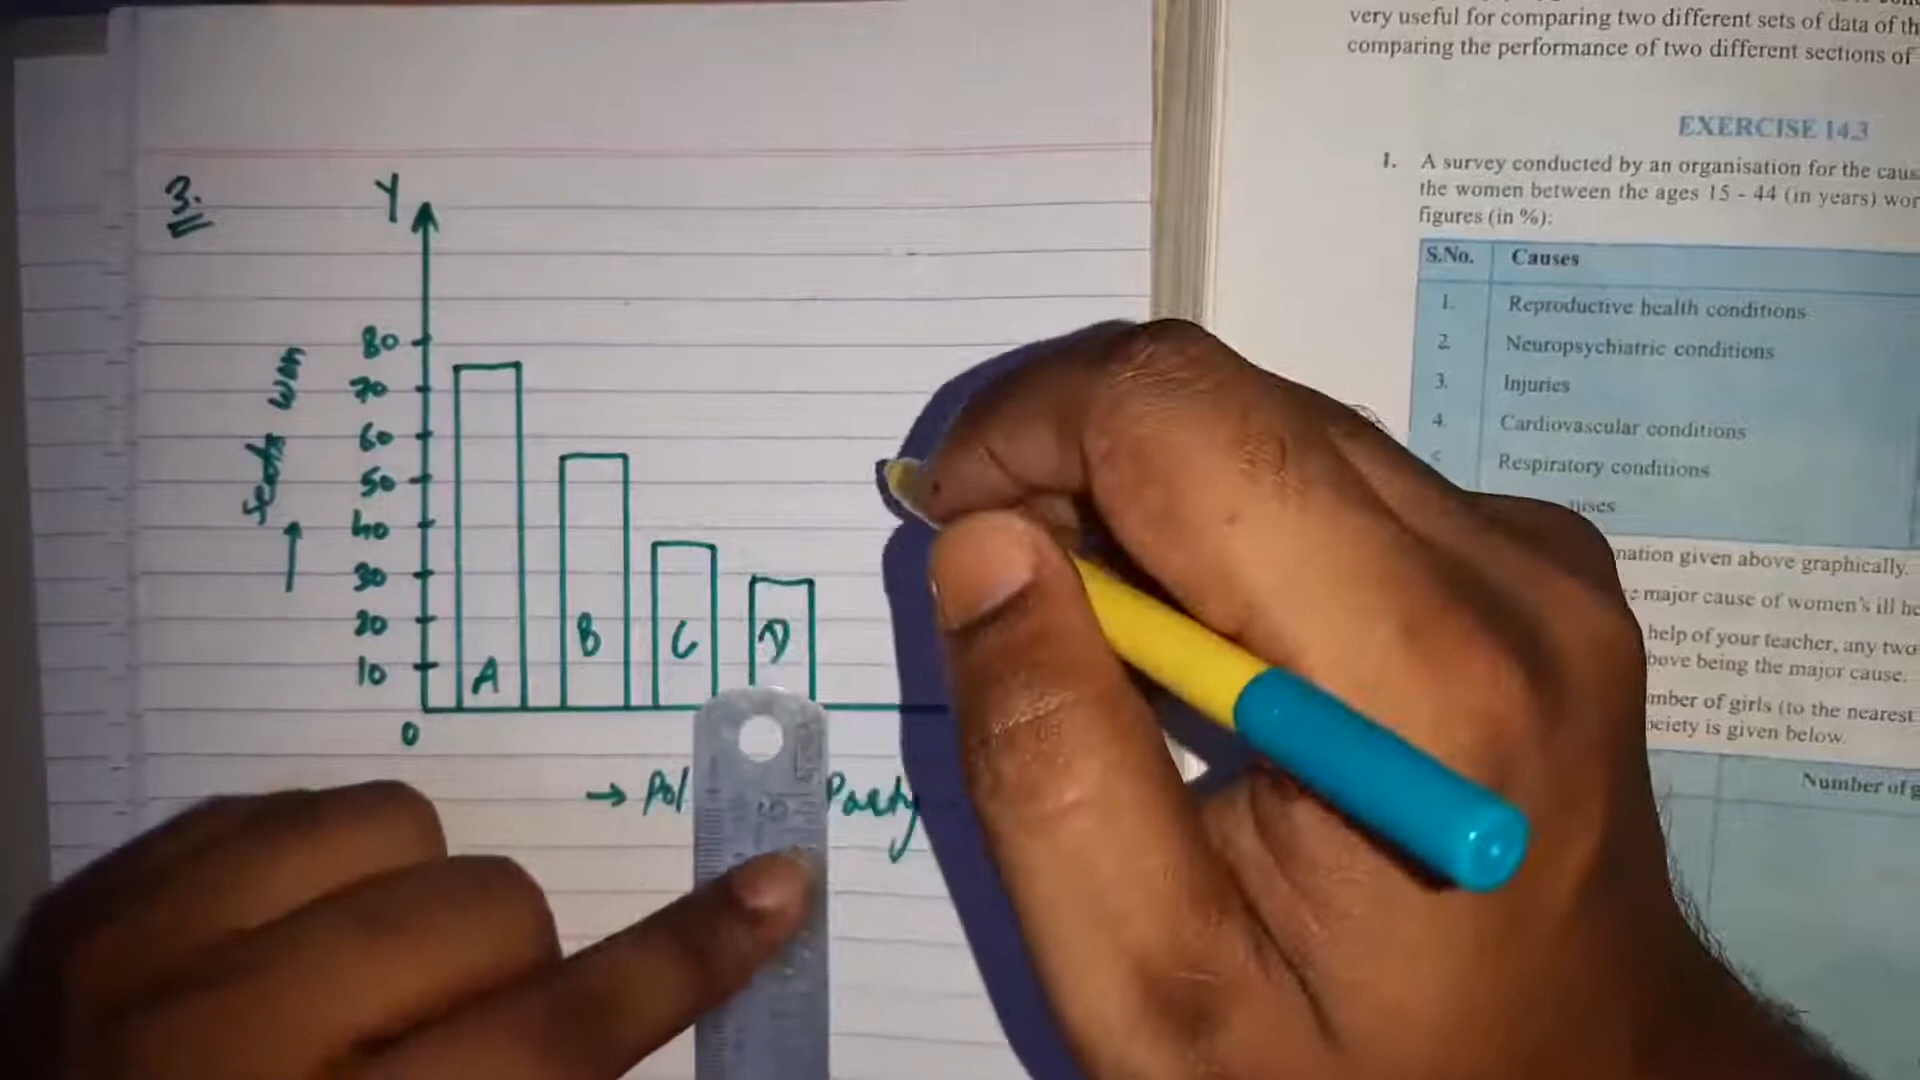 3.
Y
80
70
60
50
40
30
20
10
0
Seats won
A
B
C
D
→ Pol
Party
very useful for comparing two different sets of data of th
comparing the performance of two different sections of
EXERCISE 14.3
1. A survey conducted by an organisation for the caus
the women between the ages 15 - 44 (in years) wor
figures (in %):
S.No. Causes
1. Reproductive health conditions
2. Neuropsychiatric conditions
3. Injuries
4. Cardiovascular conditions
Respiratory conditions
uses
nation given above graphically.
major cause of women's ill he
help of your teacher, any two
bove being the major cause.
mber of girls (to the nearest
ociety is given below.
Number of g